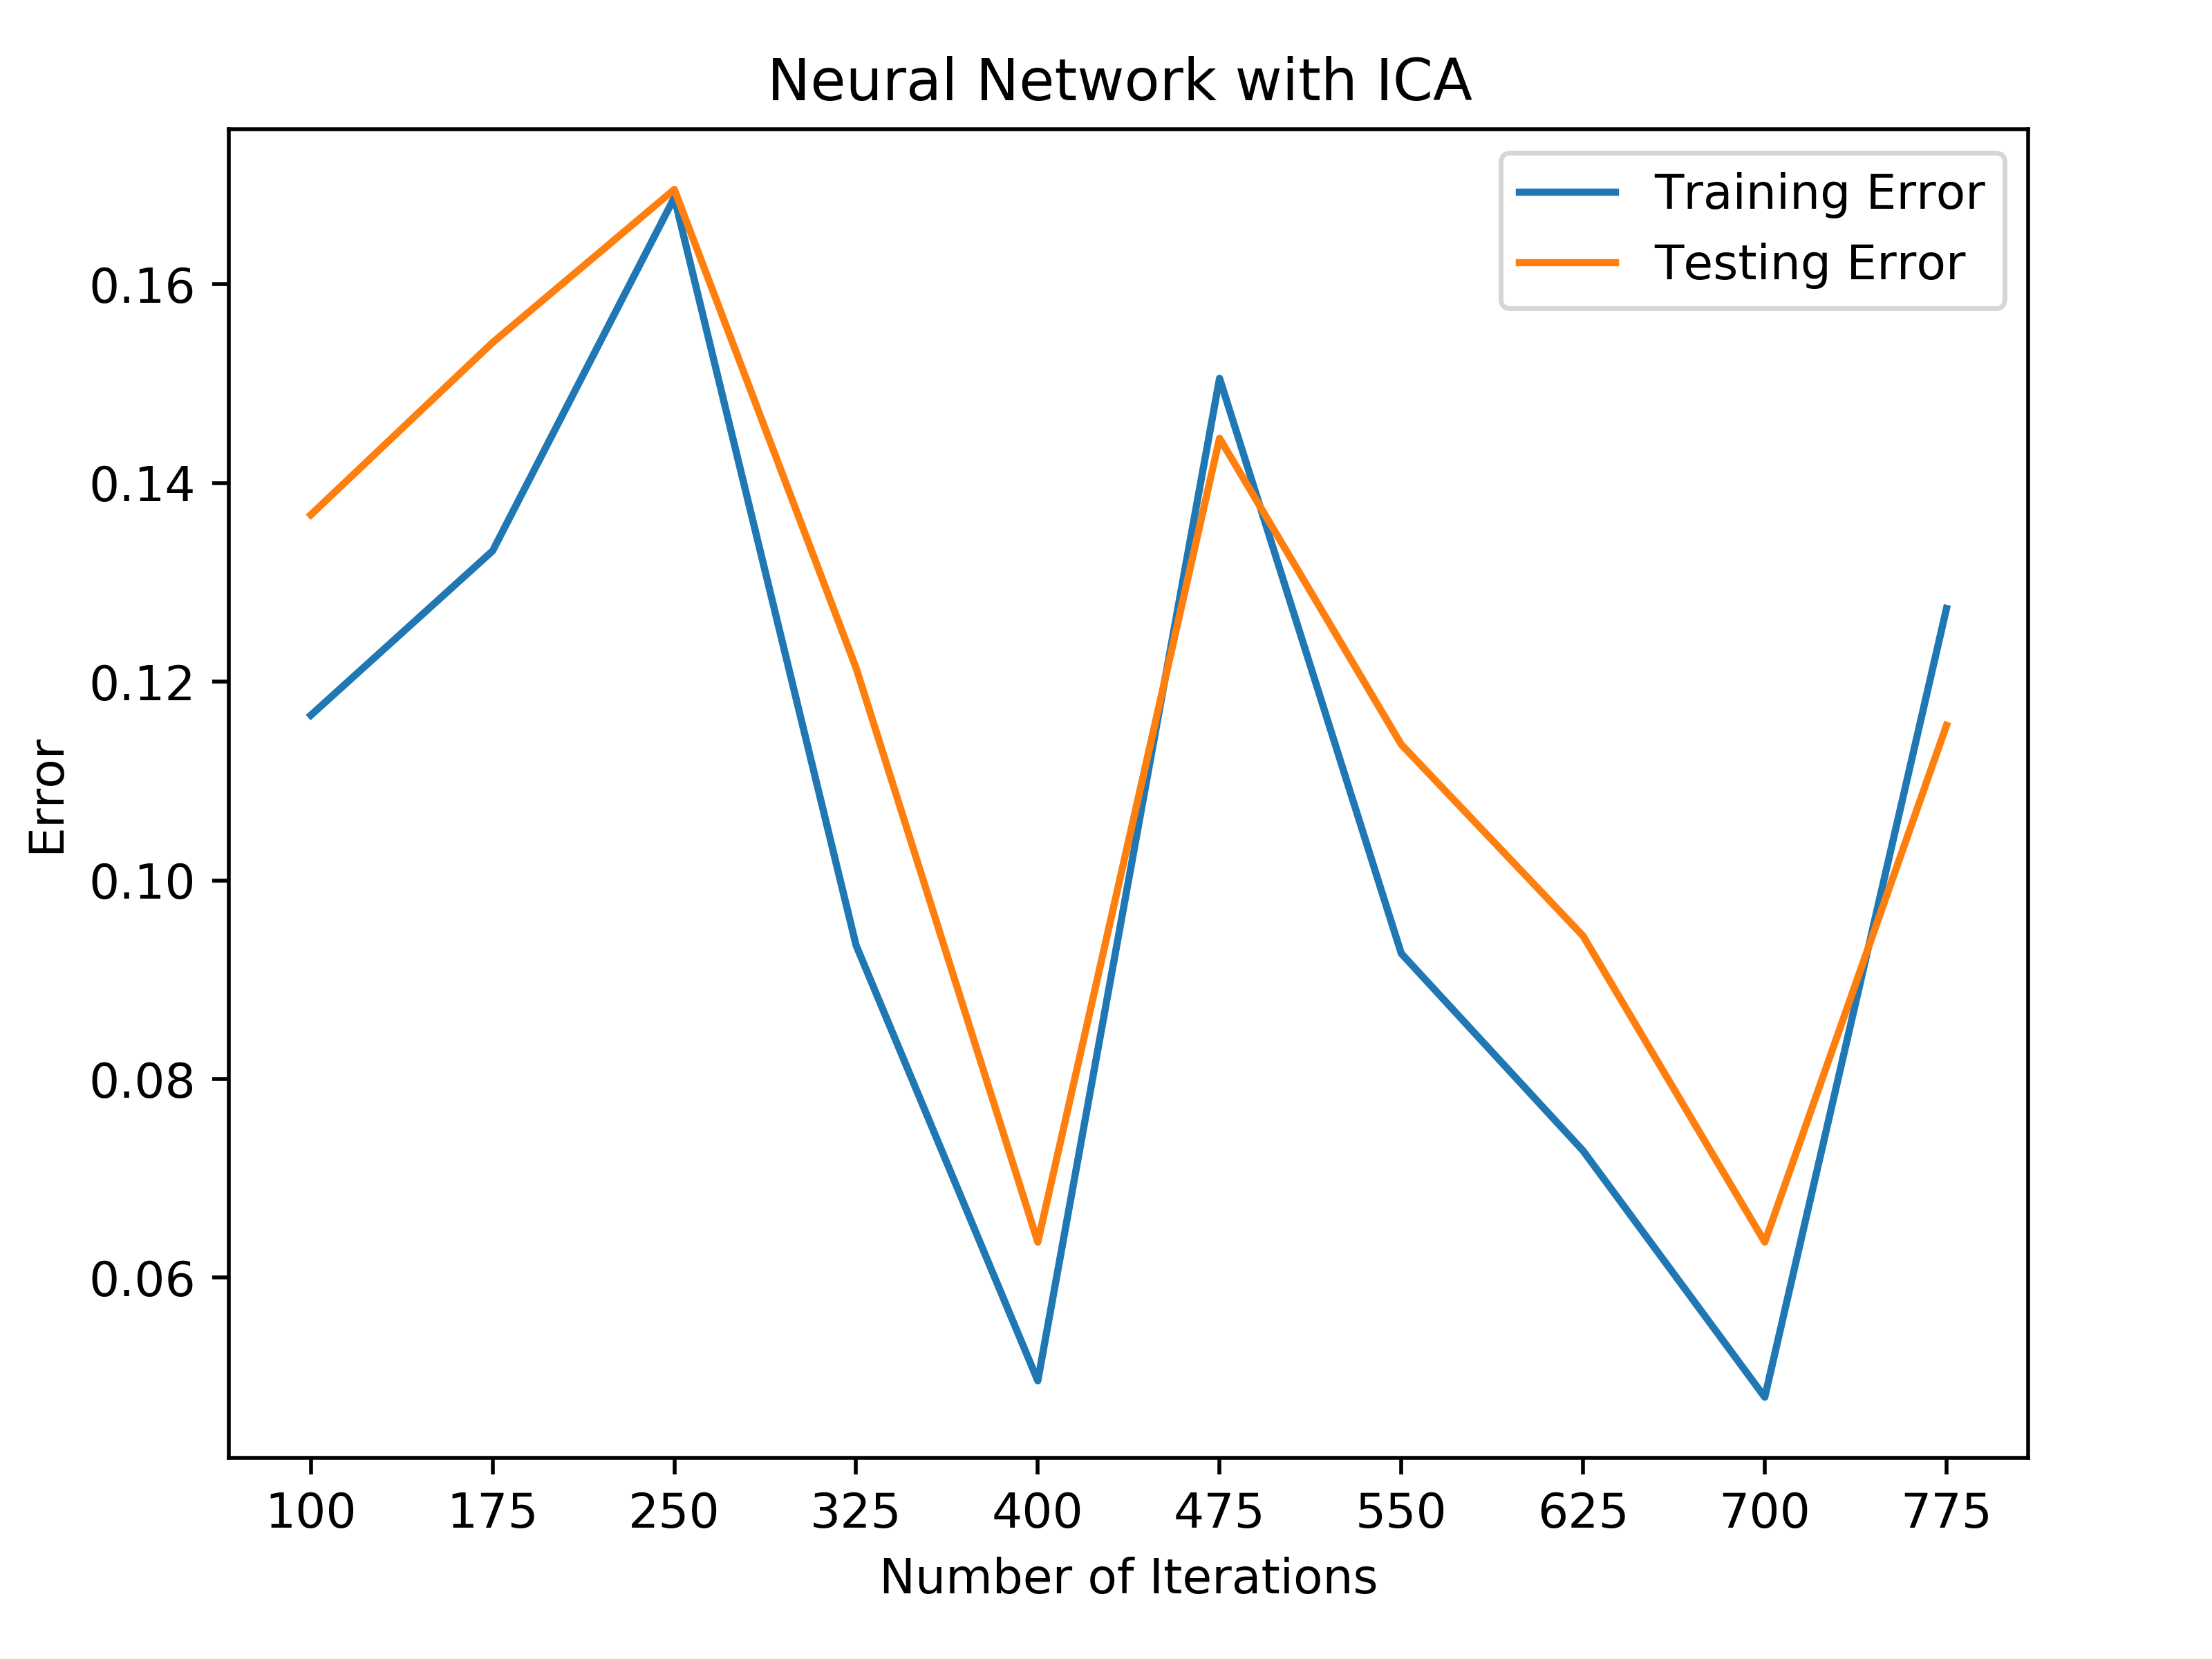 Neural Network with ICA
Training Error
Testing Error
0.16
0.14
0.12
0.10
0.08
0.06
Error
100 175 250 325 400 475 550 625 700 775
Number of Iterations